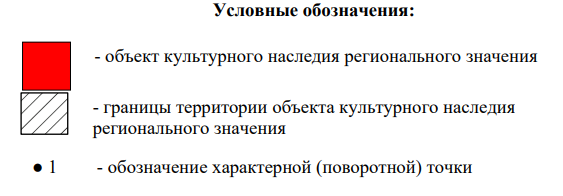 Условные обозначения:
- объект культурного наследия регионального значения
- границы территории объекта культурного наследия
регионального значения
● 1 - обозначение характерной (поворотной) точки